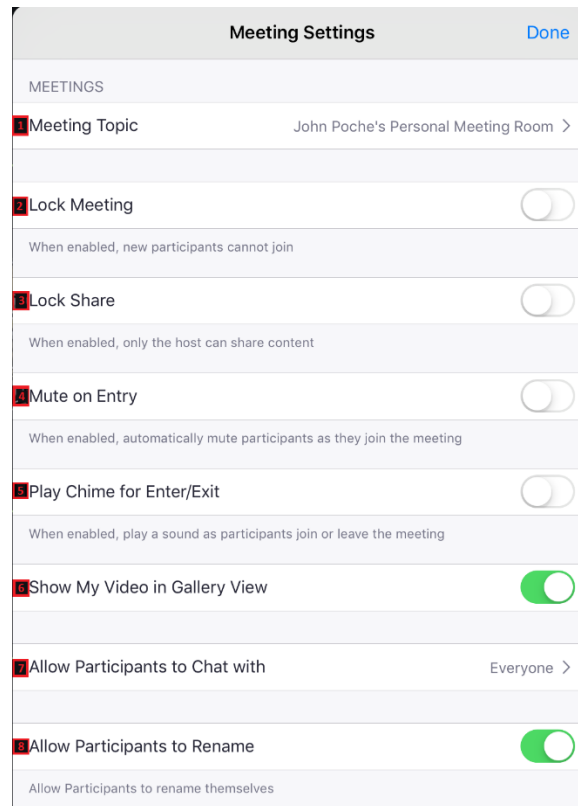 Meeting Settings Done
MEETINGS
1 Meeting Topic John Poche's Personal Meeting Room >
2 Lock Meeting
When enabled, new participants cannot join
3 Lock Share
When enabled, only the host can share content
4 Mute on Entry
When enabled, automatically mute participants as they join the meeting
5 Play Chime for Enter/Exit
When enabled, play a sound as participants join or leave the meeting
6 Show My Video in Gallery View
7 Allow Participants to Chat with Everyone >
8 Allow Participants to Rename
Allow Participants to rename themselves